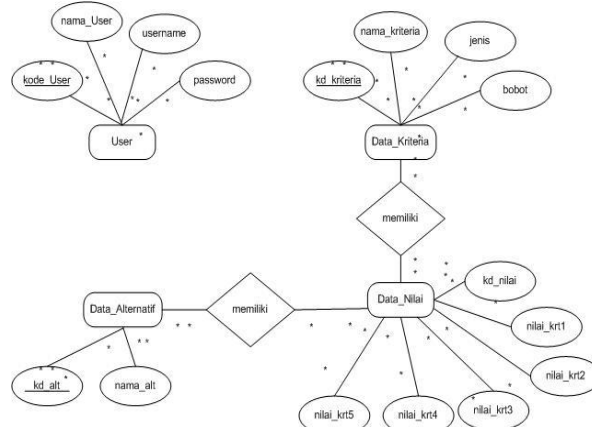 nama_User
username
kode_User
password
User
nama_kriteria
jenis
kd_kriteria
bobot
Data_Kriteria
memiliki
Data_Alternatif
memiliki
Data_Nilai
kd_nilai
nilai_krt1
nilai_krt2
kd_alt
nama_alt
nilai_krt5
nilai_krt4
nilai_krt3